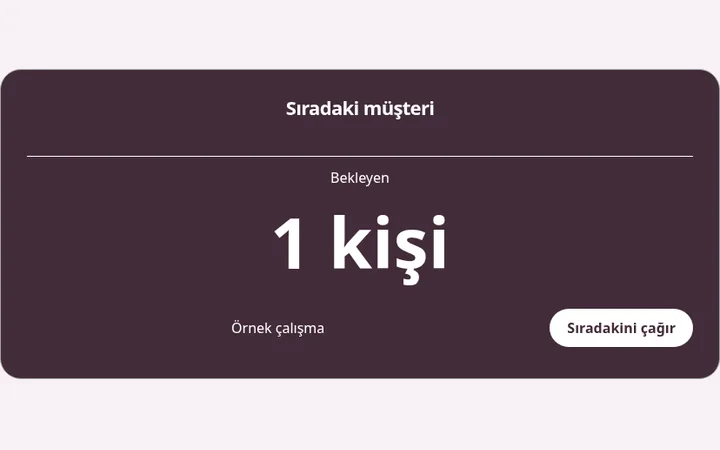 Sıradaki müşteri
Bekleyen
1 kişi
Örnek çalışma
Sıradakini çağır